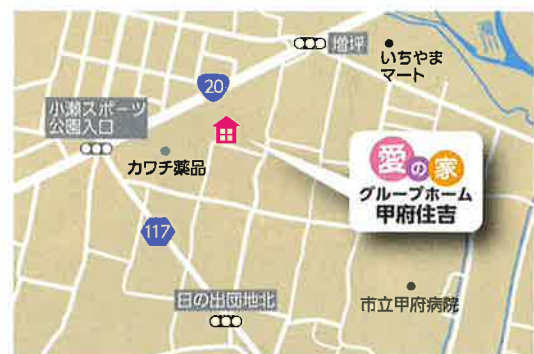 増坪
いちやま
マート
20
小瀬スポーツ
公園入口
カワチ薬品
愛の家
グループホーム
甲府住吉
117
市立甲府病院
日の出団地北